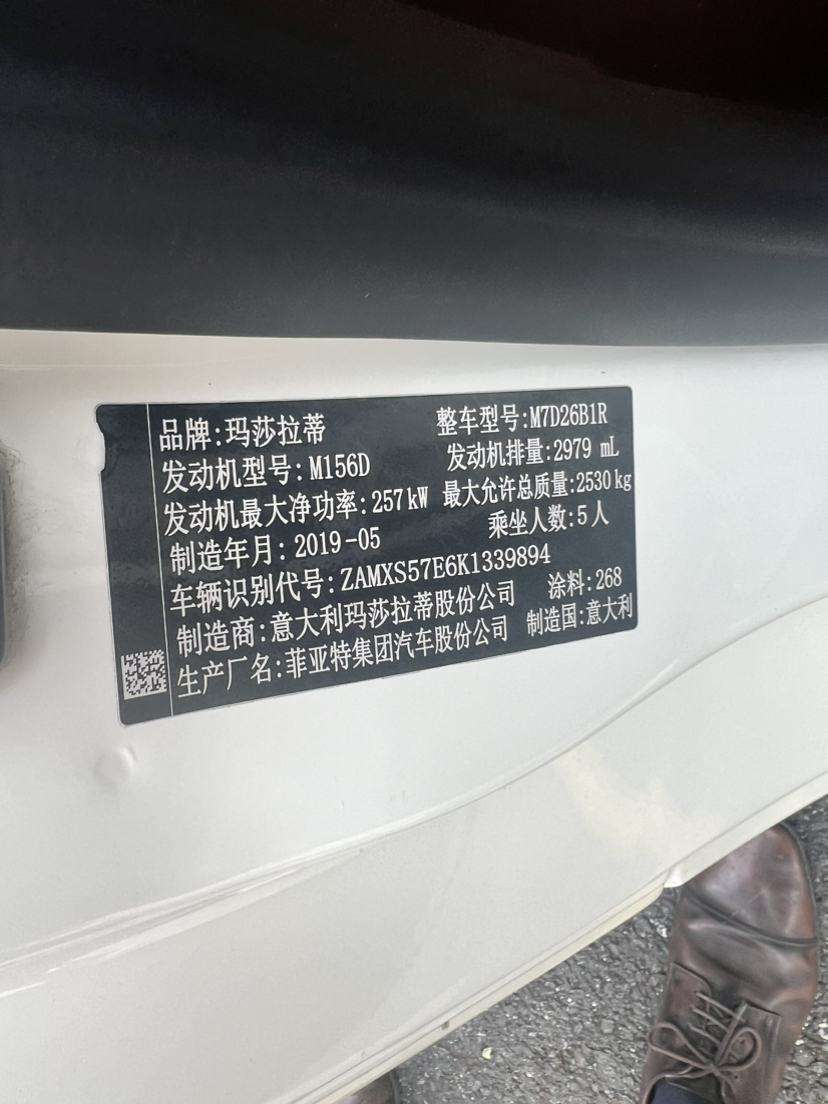 品牌:玛莎拉蒂 整车型号:M7D26B1R
发动机型号:M156D 发动机排量:2979 mL
发动机最大净功率:257kW 最大允许总质量:2530kg
制造年月:2019-05 乘坐人数:5人
车辆识别代号:ZAMXS57E6K1339894
制造商:意大利玛莎拉蒂股份公司 涂料:268
生产厂名:菲亚特集团汽车股份公司 制造国:意大利